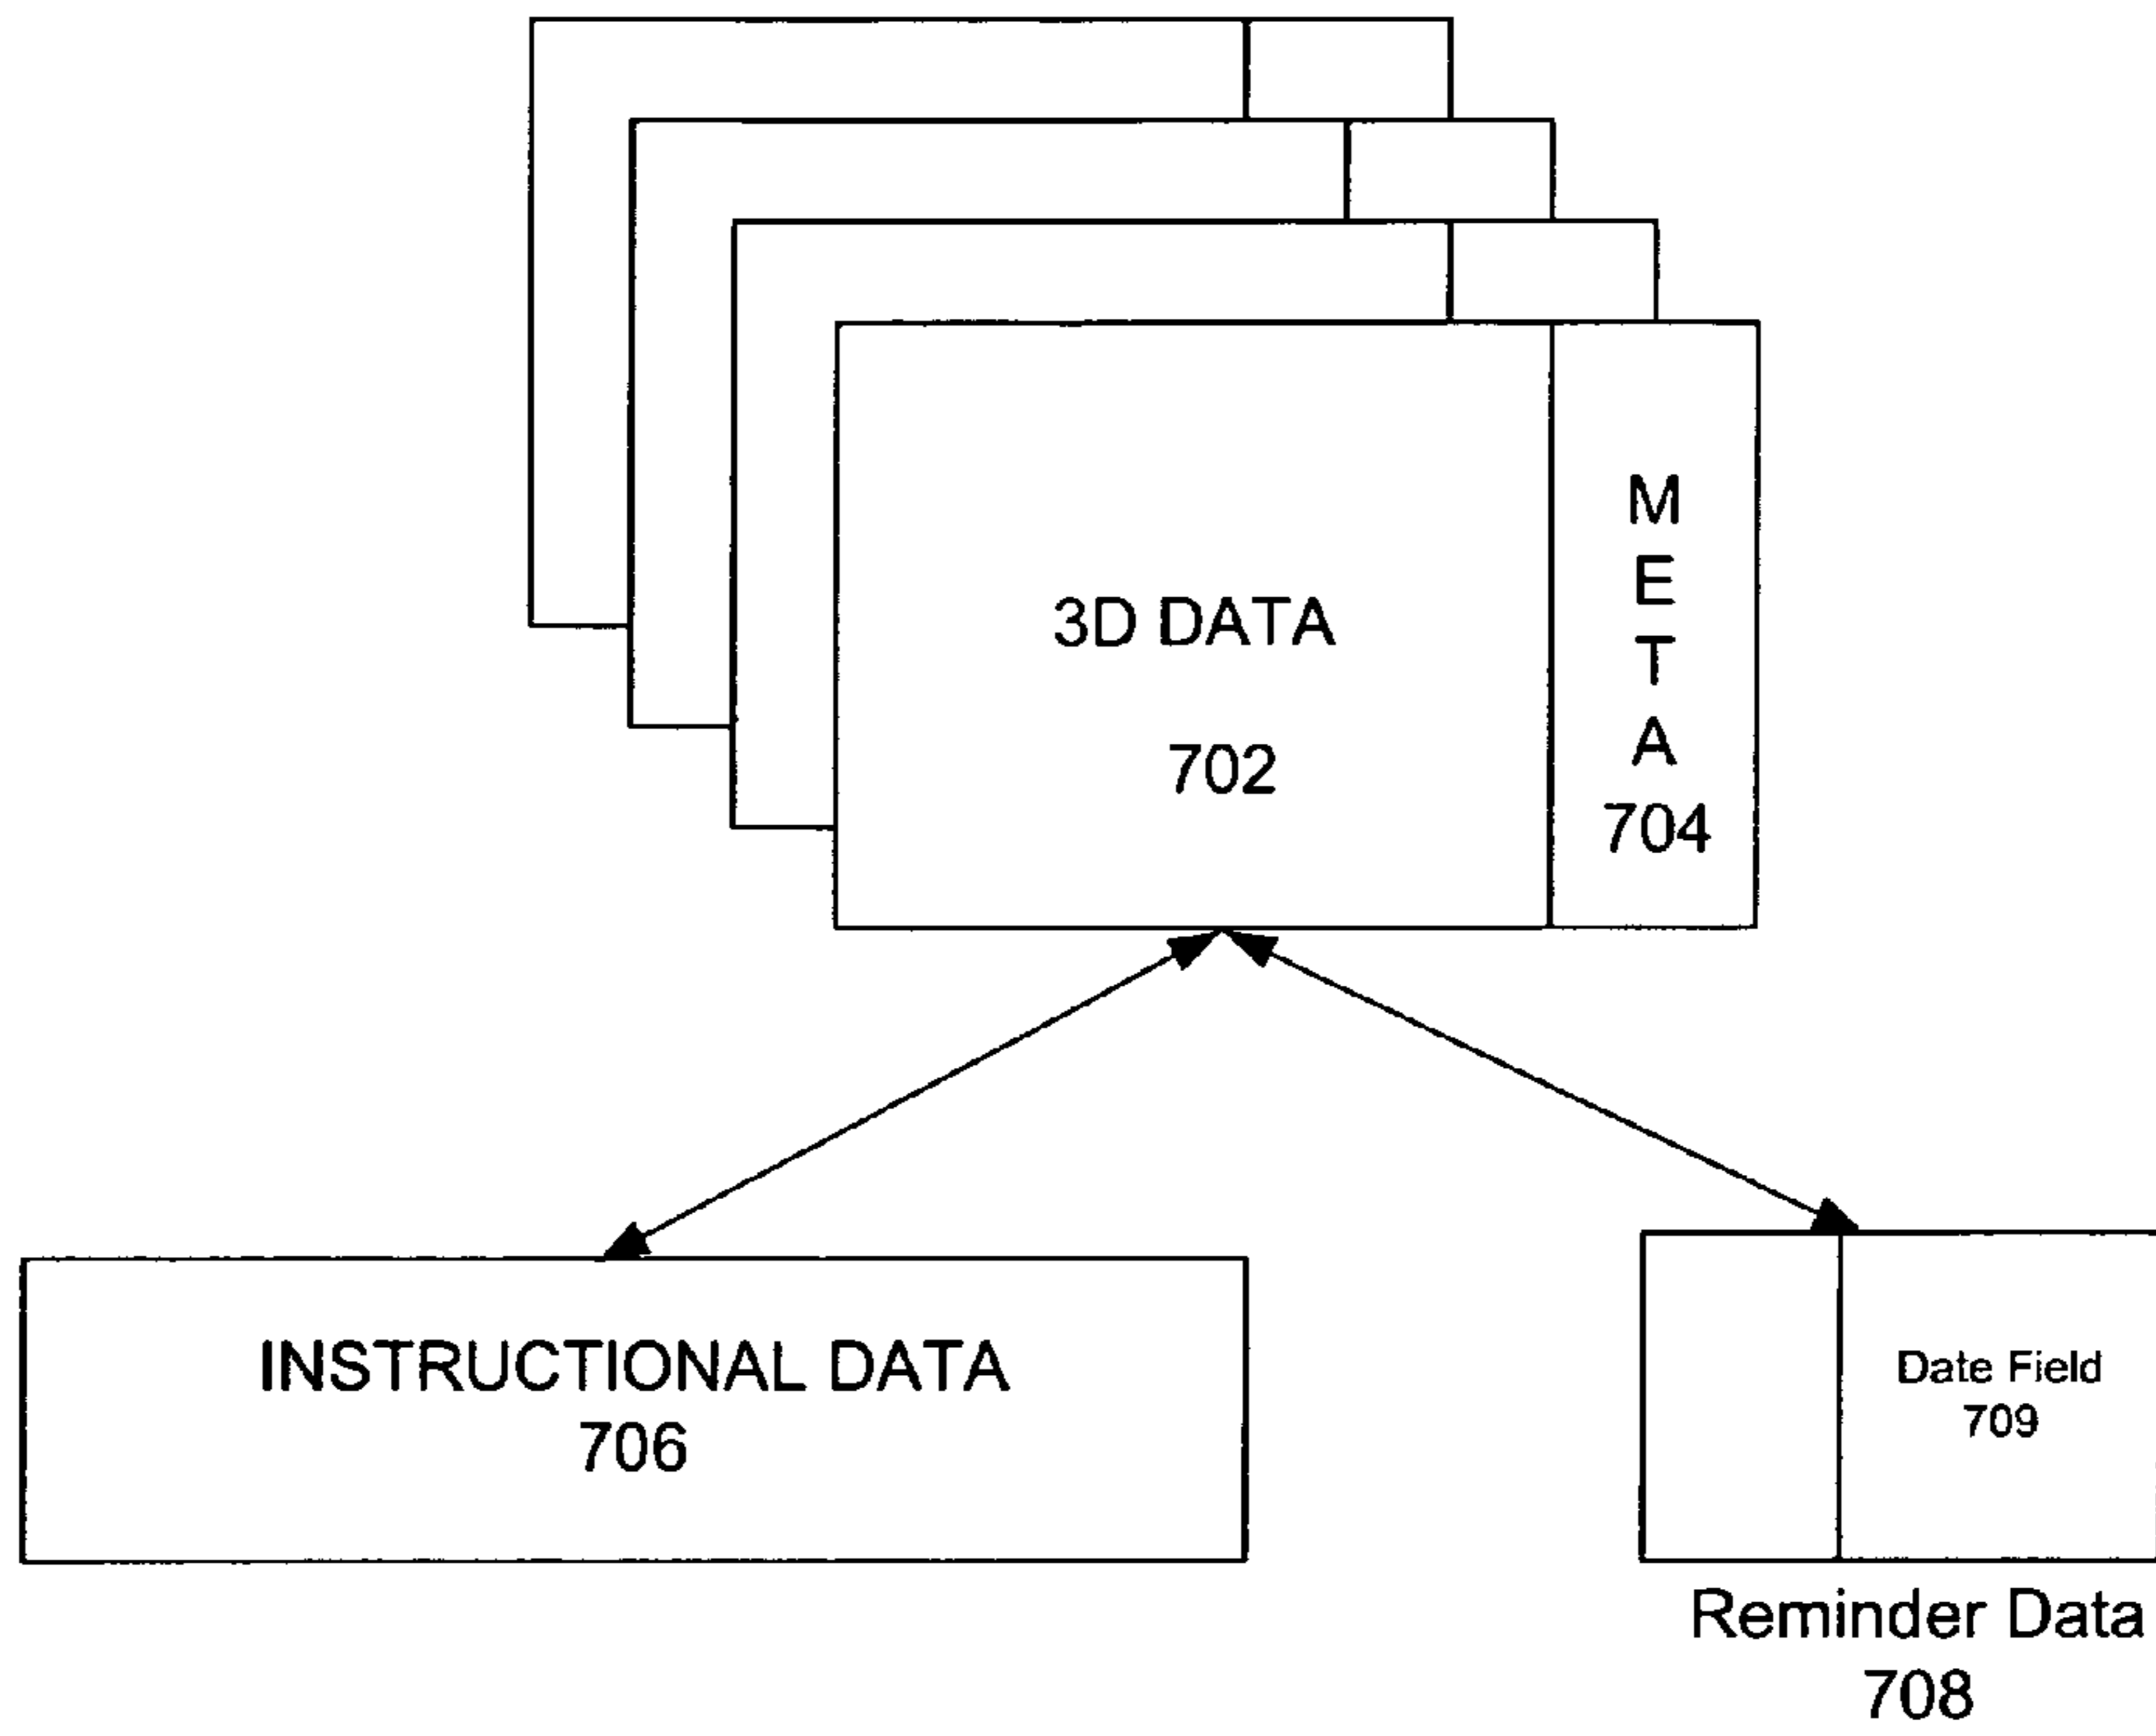 3D DATA
702
M
E
T
A
704
INSTRUCTIONAL DATA
706
Date Field
709
Reminder Data
708